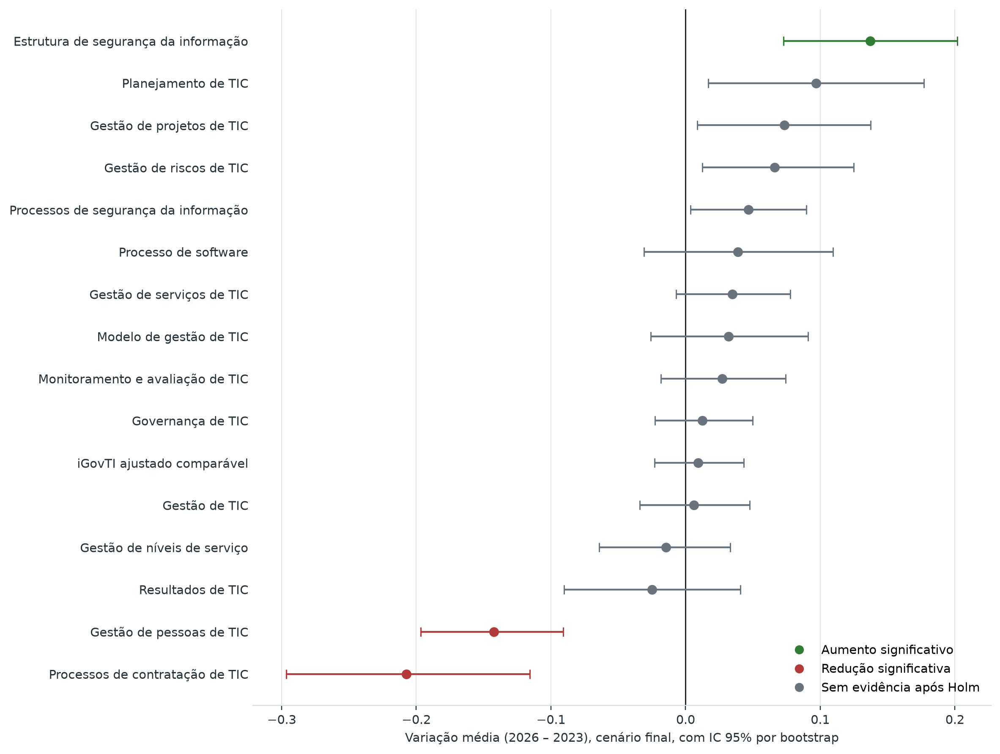 Estrutura de segurança da informação
Planejamento de TIC
Gestão de projetos de TIC
Gestão de riscos de TIC
Processos de segurança da informação
Processo de software
Gestão de serviços de TIC
Modelo de gestão de TIC
Monitoramento e avaliação de TIC
Governança de TIC
iGovTI ajustado comparável
Gestão de TIC
Gestão de níveis de serviço
Resultados de TIC
Gestão de pessoas de TIC
Processos de contratação de TIC
Aumento significativo
Redução significativa
Sem evidência após Holm
−0.3 −0.2 −0.1 0.0 0.1 0.2
Variação média (2026 – 2023), cenário final, com IC 95% por bootstrap